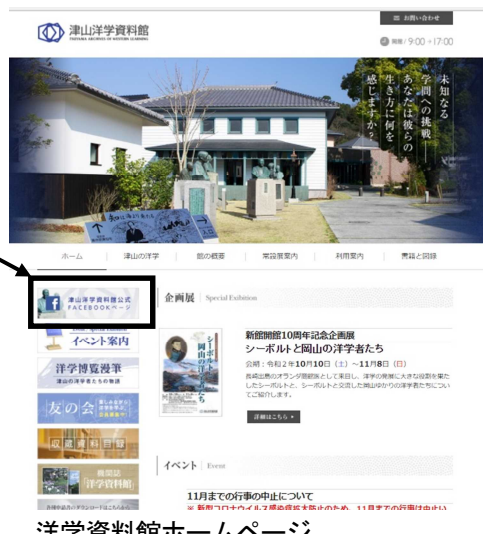 津山洋学資料館
TSUYAMA ARCHIVES OF WESTERN LEARNING
お問い合わせ
開館/9:00→17:00
未知なる
学問への挑戦
あなたは彼らの
生き方に何を
感じますか?
ホーム
津山の洋学
館の概要
常設展案内
利用案内
書籍と図録
津山洋学資料館公式
FACEBOOKページ
イベント案内
洋学博覧漫筆
津山の洋学者たちの物語
友の会
収蔵資料目録
機関誌
「洋学資料館」
企画展 Special Exibition
シーボルトと
岡山の洋学者たち
新館開館10周年記念企画展
シーボルトと岡山の洋学者たち
会期:令和2年10月10日(土)~11月8日(日)
長崎出島のオランダ商館医として来日し、洋学の発展に大きな役割を果た
したシーボルトと、シーボルトと交流した岡山ゆかりの洋学者たちについ
てご紹介します。
詳細はこちら
イベント Event
11月までの行事の中止について
※ 新型コロナウイルス感染症拡大防止のため、11月までの行事は中止い
洋学資料館ホームページ